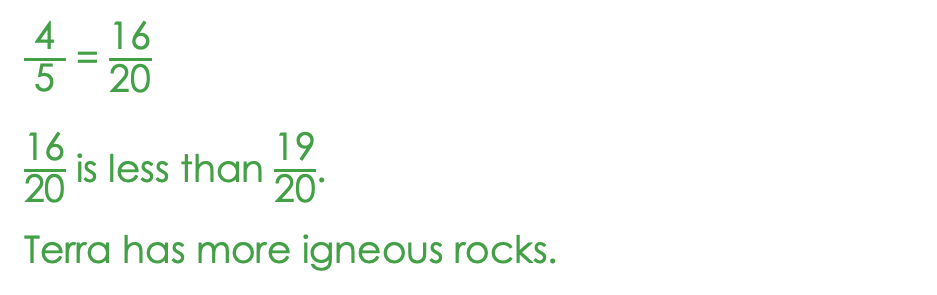 4/5 = 16/20
16/20 is less than 19/20.
Terra has more igneous rocks.